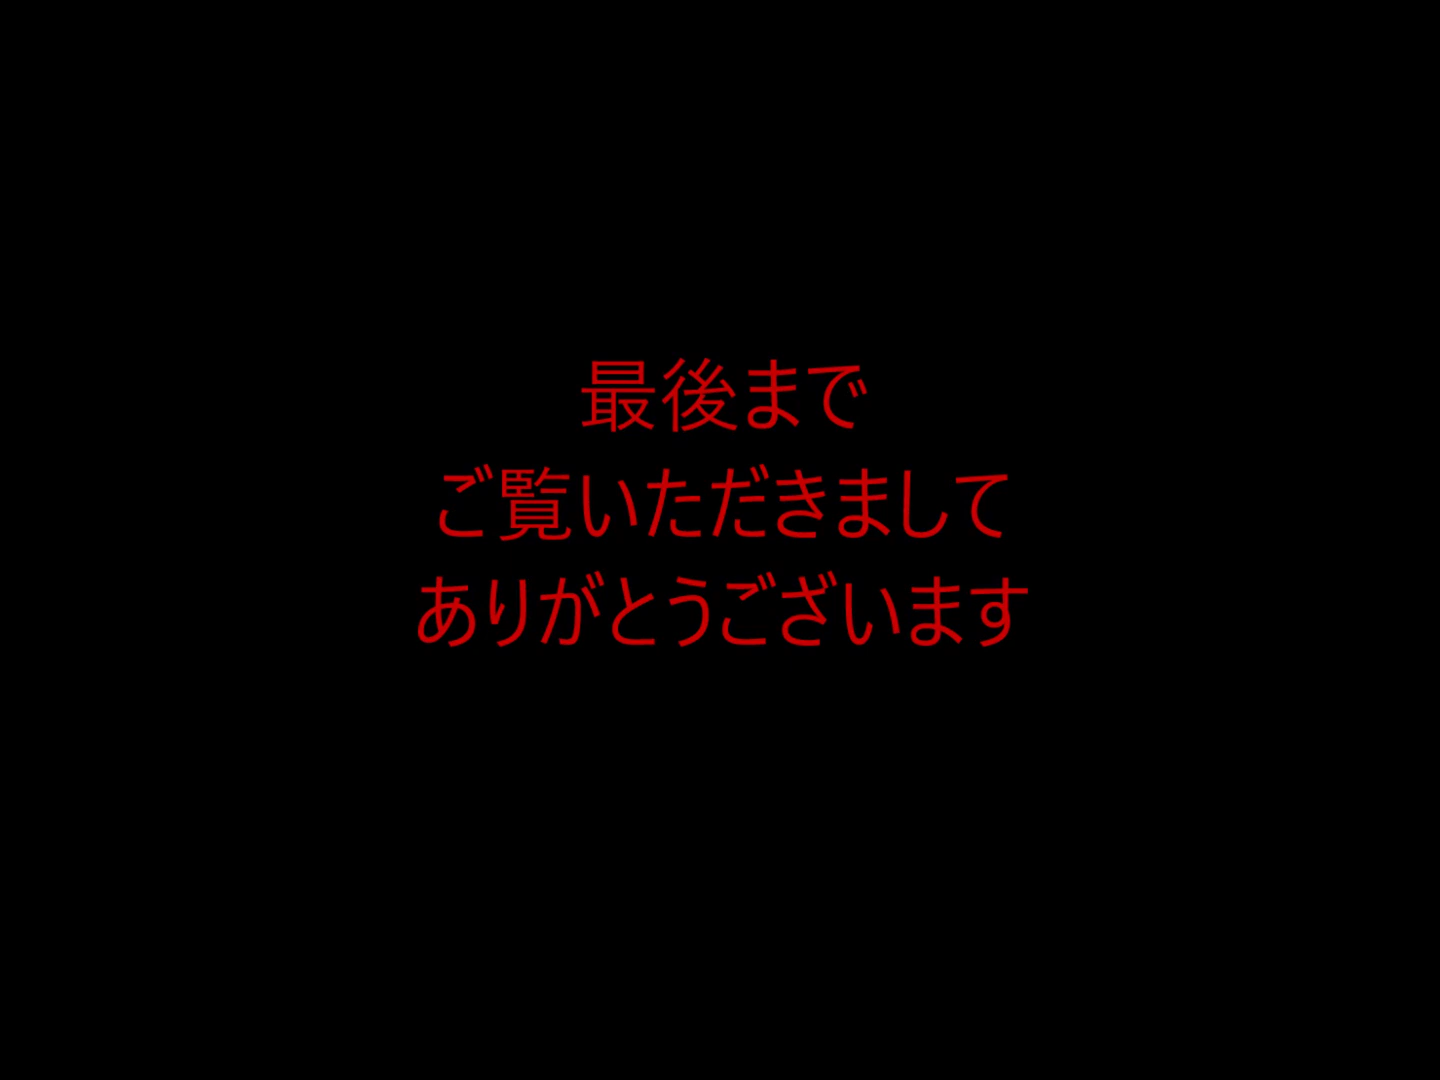 最後まで
ご覧いただきまして
ありがとうございます